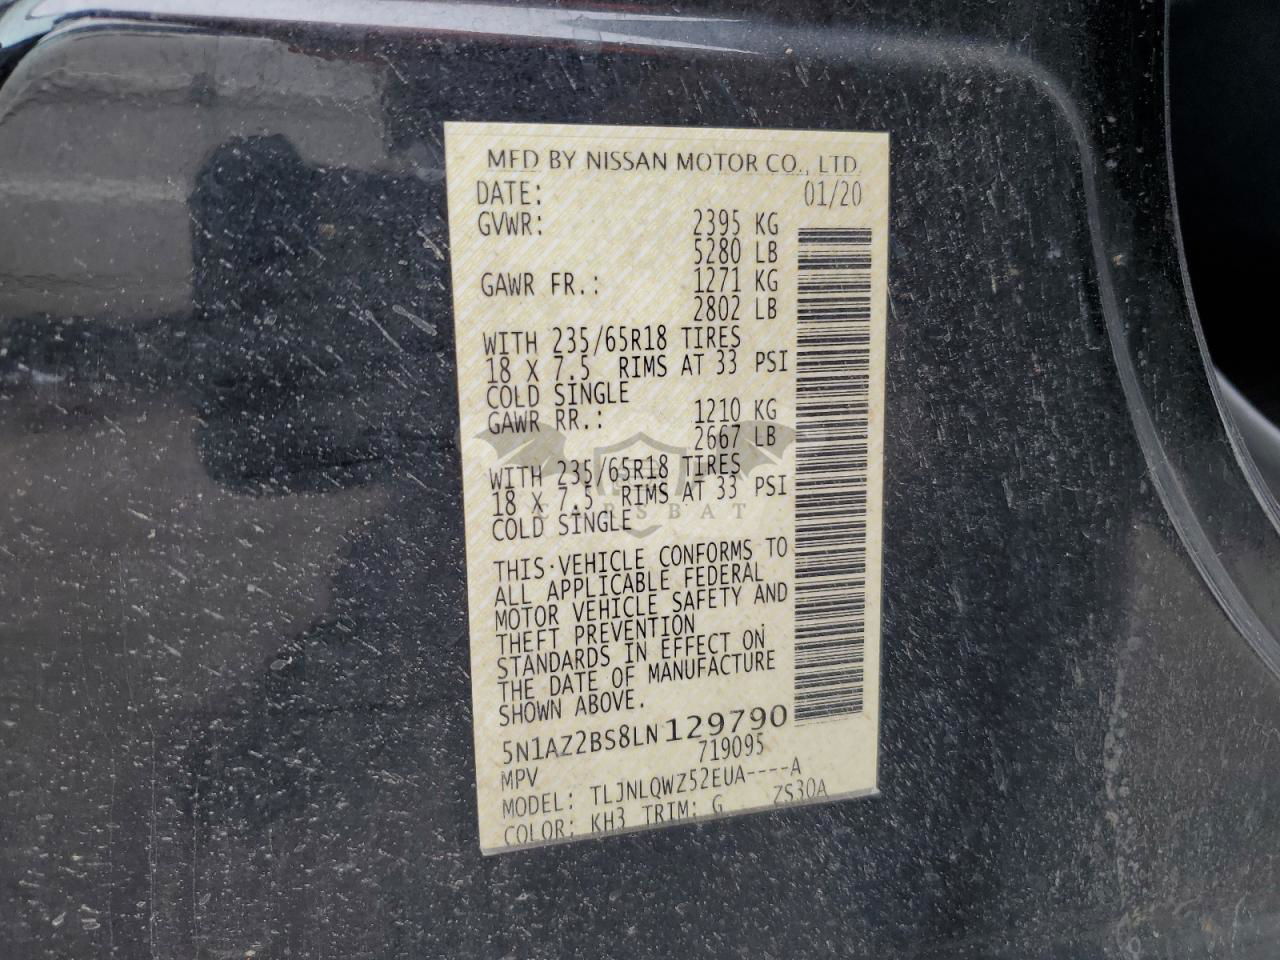 MFD BY NISSAN MOTOR CO., LTD.
DATE: 01/20
GVWR: 2395 KG
5280 LB
GAWR FR.: 1271 KG
2802 LB
WITH 235/65R18 TIRES
18 X 7.5 RIMS AT 33 PSI
COLD SINGLE
GAWR RR.: 1210 KG
2667 LB
WITH 235/65R18 TIRES
18 X 7.5 RIMS AT 33 PSI
COLD SINGLE
THIS VEHICLE CONFORMS TO
ALL APPLICABLE FEDERAL
MOTOR VEHICLE SAFETY AND
THEFT PREVENTION
STANDARDS IN EFFECT ON
THE DATE OF MANUFACTURE
SHOWN ABOVE.
5N1AZ2BS8LN129790
719095
MPV
MODEL: TLJNLQWZ52EUA----A
COLOR: KH3 TRIM: G ZS30A